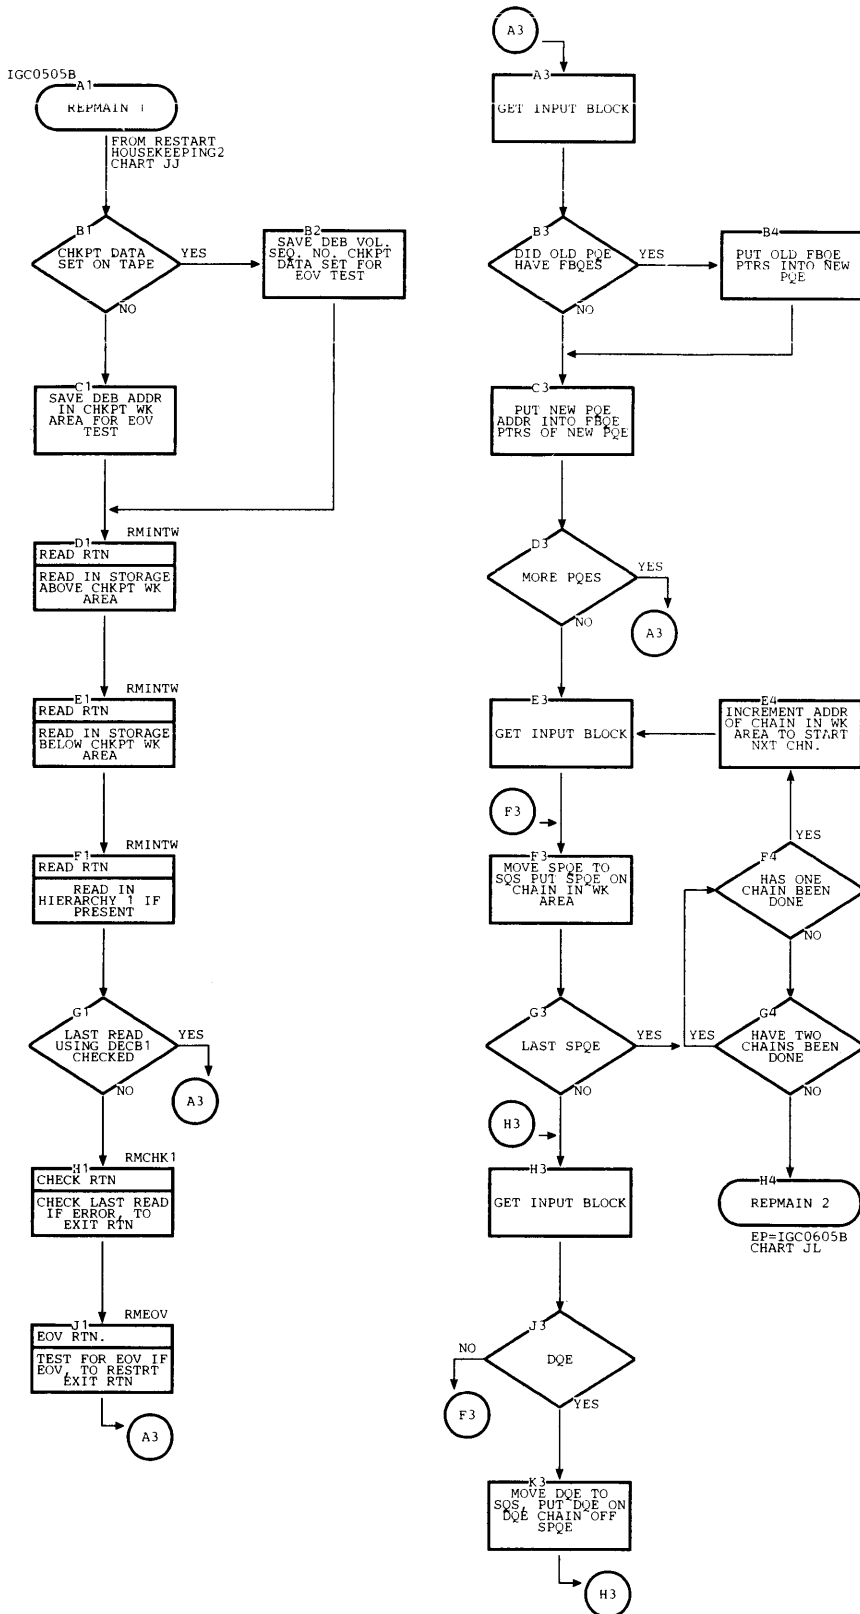 IGC0505B
A1
REPMAIN 1
FROM RESTART
HOUSEKEEPING2
CHART JJ
B1
CHKPT DATA
SET ON TAPE
YES
NO
B2
SAVE DEB VOL.
SEQ. NO. CHKPT
DATA SET FOR
EOV TEST
C1
SAVE DEB ADDR
IN CHKPT WK
AREA FOR EOV
TEST
RMINTW
D1
READ RTN
READ IN STORAGE
ABOVE CHKPT WK
AREA
RMINTW
E1
READ RTN
READ IN STORAGE
BELOW CHKPT WK
AREA
RMINTW
F1
READ RTN
READ IN
HIERARCHY 1 IF
PRESENT
G1
LAST READ
USING DECB1
CHECKED
YES
NO
A3
RMCHK1
H1
CHECK RTN
CHECK LAST READ
IF ERROR, TO
EXIT RTN
RMEOV
J1
EOV RTN.
TEST FOR EOV IF
EOV, TO RESTRT
EXIT RTN
A3
A3
A3
GET INPUT BLOCK
B3
DID OLD PQE
HAVE FBQES
YES
NO
B4
PUT OLD FBQE
PTRS INTO NEW
PQE
C3
PUT NEW PQE
ADDR INTO FBQE
PTRS OF NEW PQE
D3
MORE PQES
YES
NO
A3
E3
GET INPUT BLOCK
E4
INCREMENT ADDR
OF CHAIN IN WK
AREA TO START
NXT CHN.
F3
F3
MOVE SPQE TO
SQS PUT SPQE ON
CHAIN IN WK
AREA
YES
F4
HAS ONE
CHAIN BEEN
DONE
NO
G3
LAST SPQE
YES
NO
G4
YES
HAVE TWO
CHAINS BEEN
DONE
NO
H3
H3
GET INPUT BLOCK
H4
REPMAIN 2
EP=IGC0605B
CHART JL
J3
NO
DQE
YES
F3
K3
MOVE DQE TO
SQS, PUT DQE ON
DQE CHAIN OFF
SPQE
H3